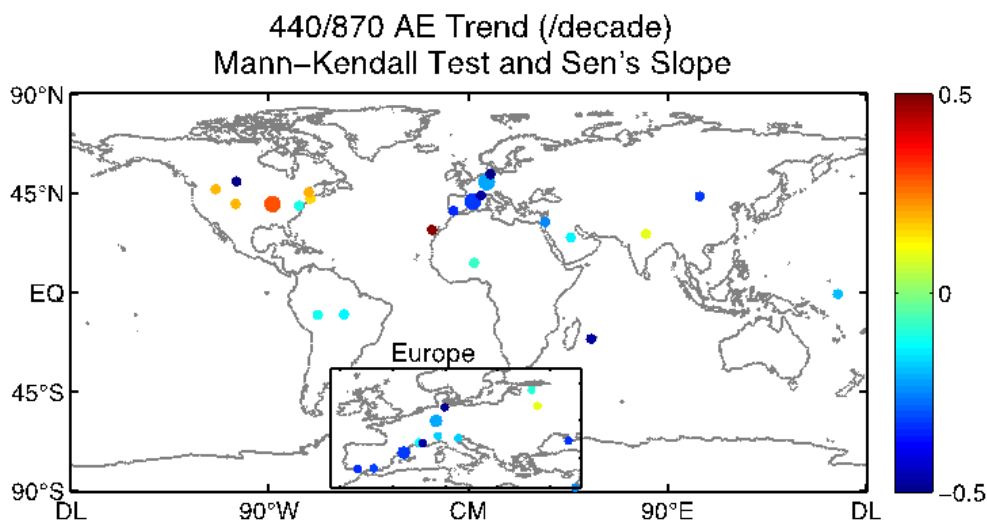 440/870 AE Trend (/decade)
Mann−Kendall Test and Sen's Slope
90°N
45°N
EQ
45°S
90°S
DL
90°W
CM
90°E
DL
Europe
0.5
0
−0.5